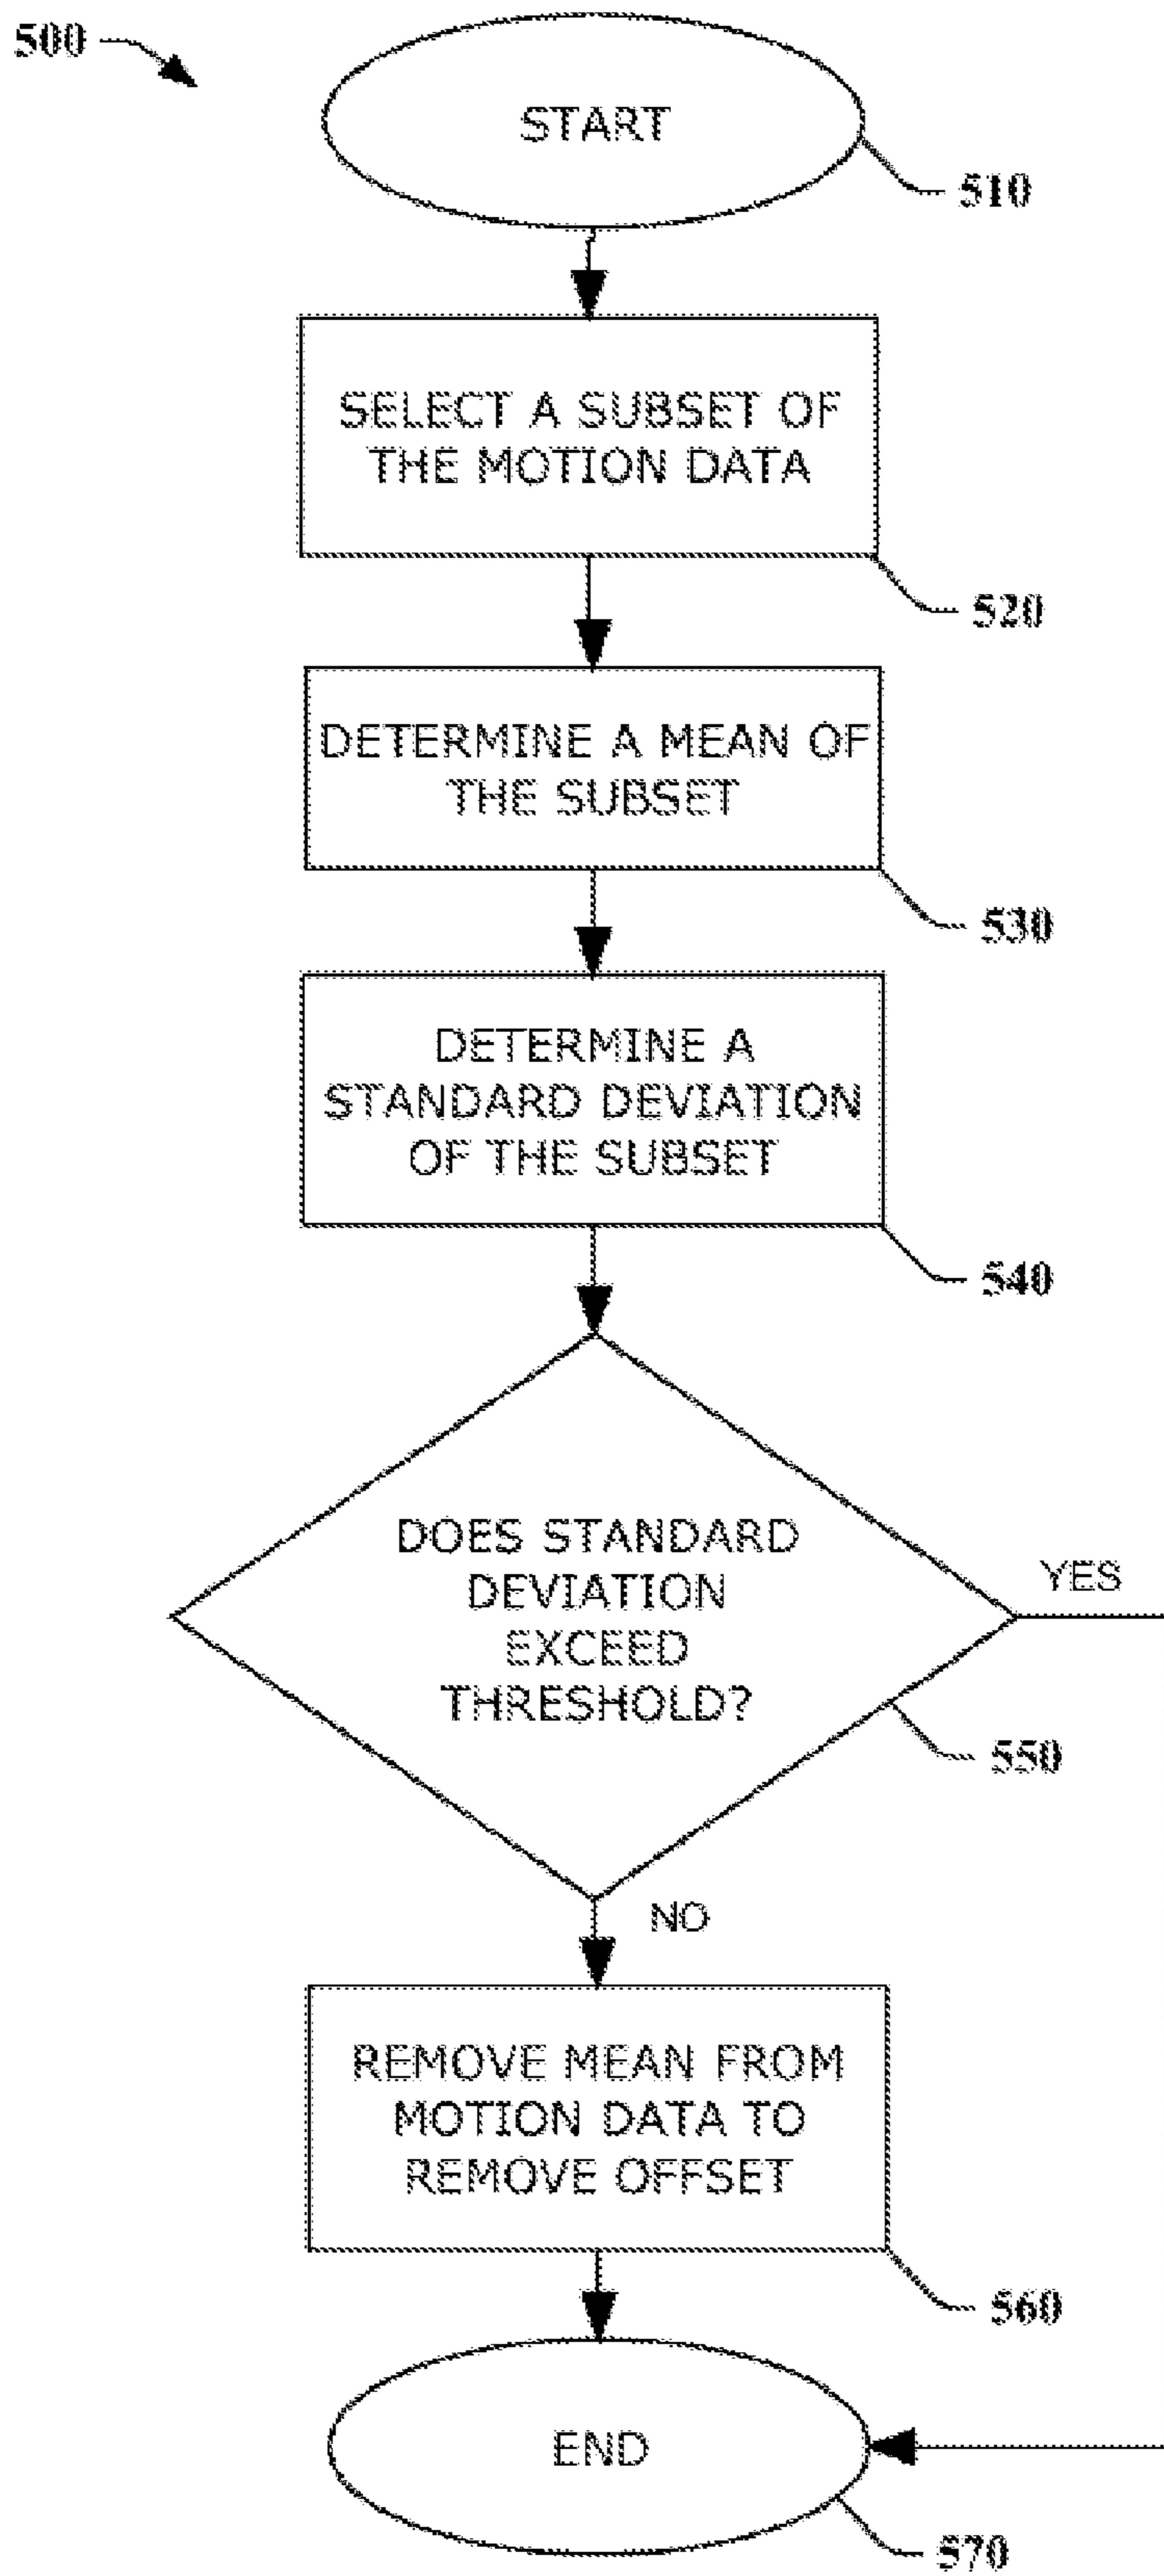 500
START
510
SELECT A SUBSET OF
THE MOTION DATA
520
DETERMINE A MEAN OF
THE SUBSET
530
DETERMINE A
STANDARD DEVIATION
OF THE SUBSET
540
DOES STANDARD
DEVIATION
EXCEED
THRESHOLD?
YES
550
NO
REMOVE MEAN FROM
MOTION DATA TO
REMOVE OFFSET
560
END
570